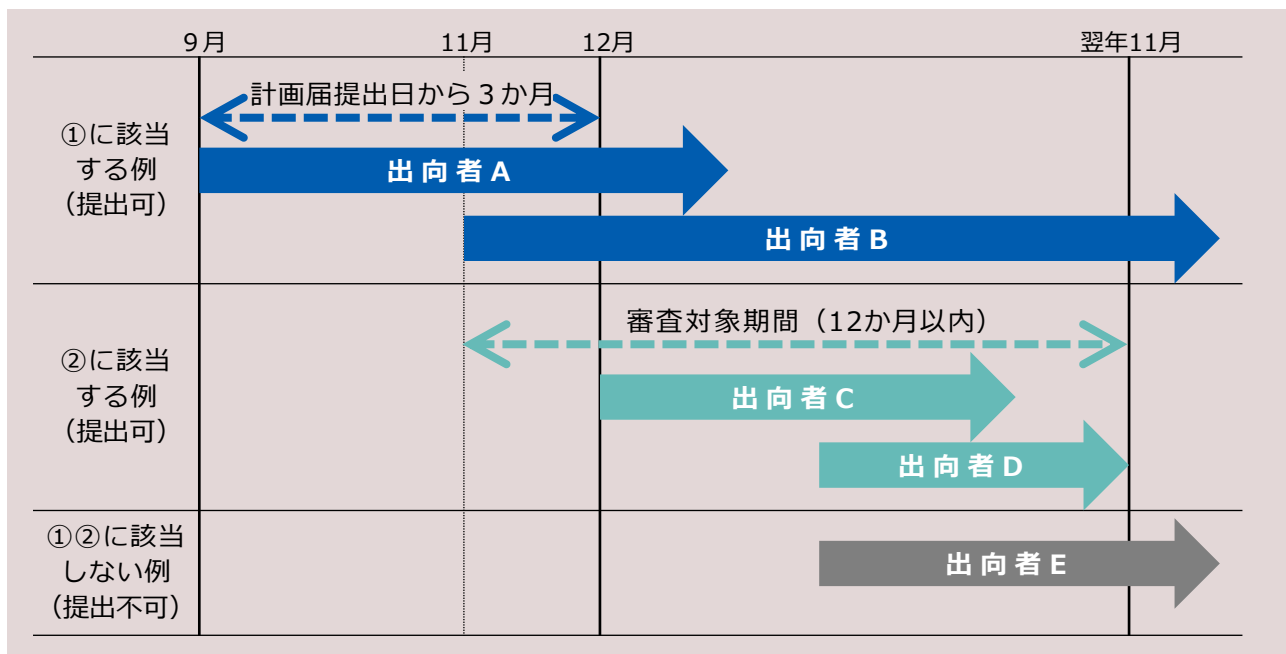 ９月
11月
12月
翌年11月
計画届提出日から３か月
①に該当
する例
（提出可）
出向者A
出向者B
審査対象期間（12か月以内）
②に該当
する例
（提出可）
出向者C
出向者D
①②に該当
しない例
（提出不可）
出向者E